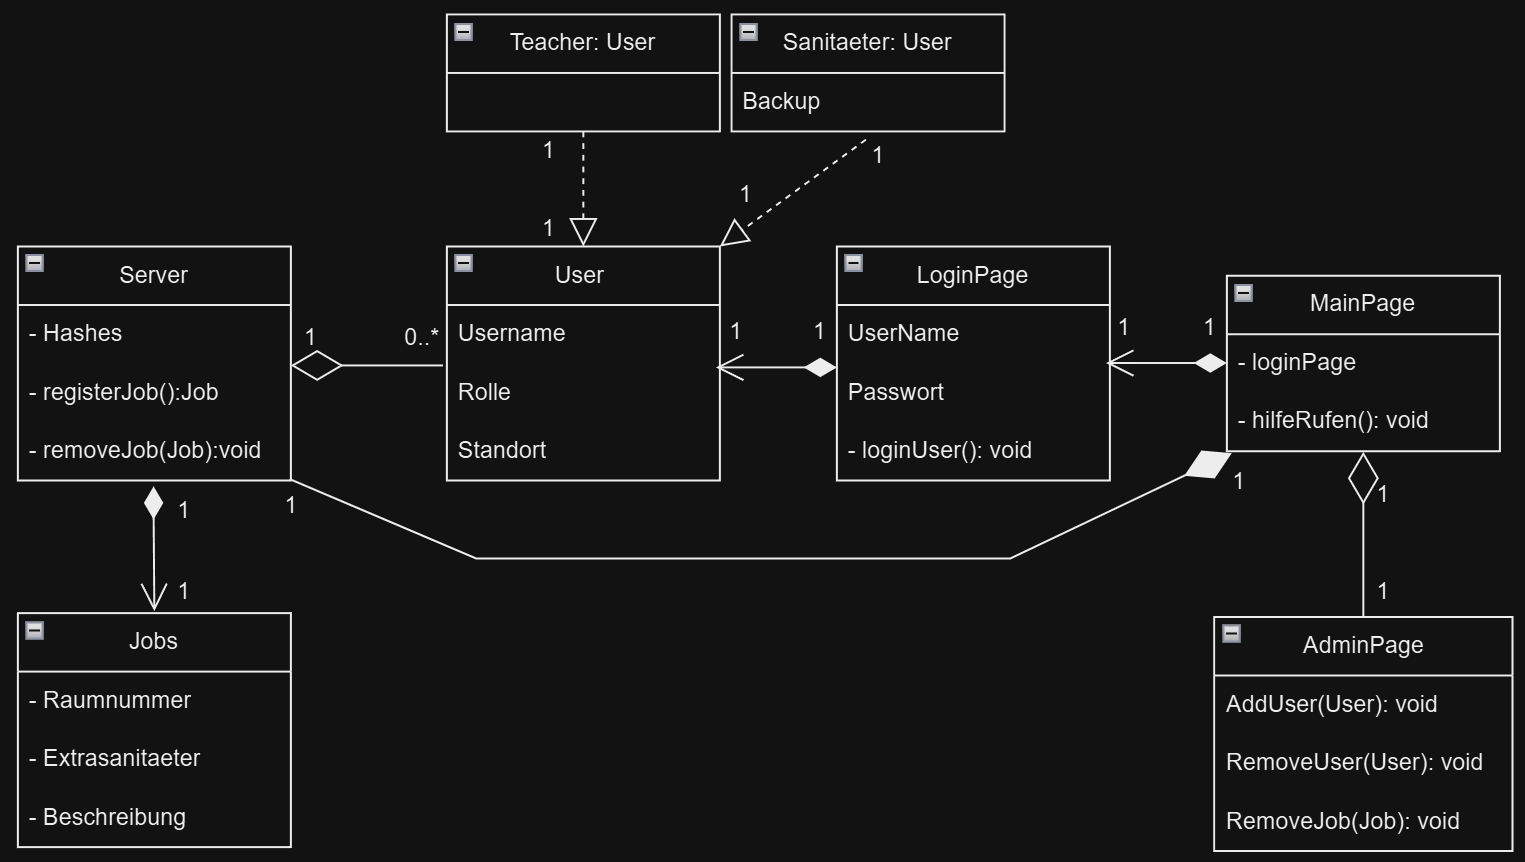 Teacher: User
Sanitaeter: User
Backup
1
1
1
1
Server
- Hashes
- registerJob():Job
- removeJob(Job):void
1
0..*
User
Username
Rolle
Standort
1
1
LoginPage
UserName
Passwort
- loginUser(): void
1
1
MainPage
- loginPage
- hilfeRufen(): void
1
1
1
1
1
1
Jobs
- Raumnummer
- Extrasanitaeter
- Beschreibung
AdminPage
AddUser(User): void
RemoveUser(User): void
RemoveJob(Job): void